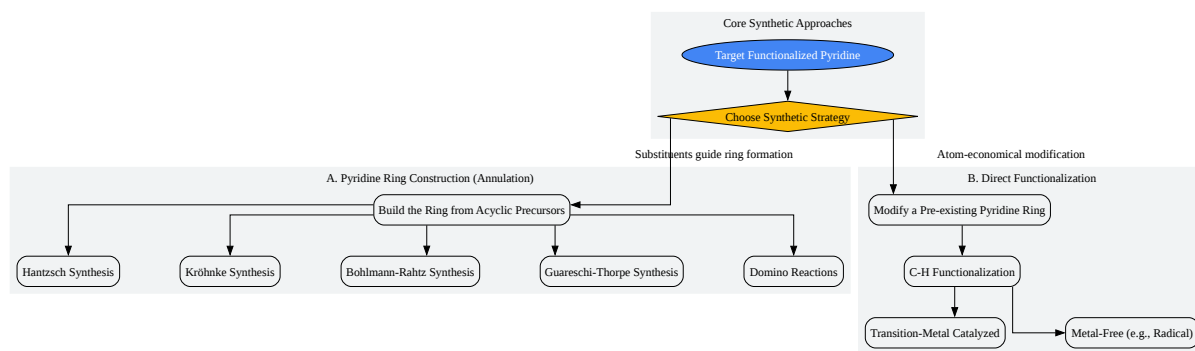 Core Synthetic Approaches
Target Functionalized Pyridine
Choose Synthetic Strategy
Substituents guide ring formation
Atom-economical modification
A. Pyridine Ring Construction (Annulation)
B. Direct Functionalization
Build the Ring from Acyclic Precursors
Modify a Pre-existing Pyridine Ring
Hantzsch Synthesis
Kröhnke Synthesis
Bohlmann-Rahtz Synthesis
Guareschi-Thorpe Synthesis
Domino Reactions
C-H Functionalization
Transition-Metal Catalyzed
Metal-Free (e.g., Radical)